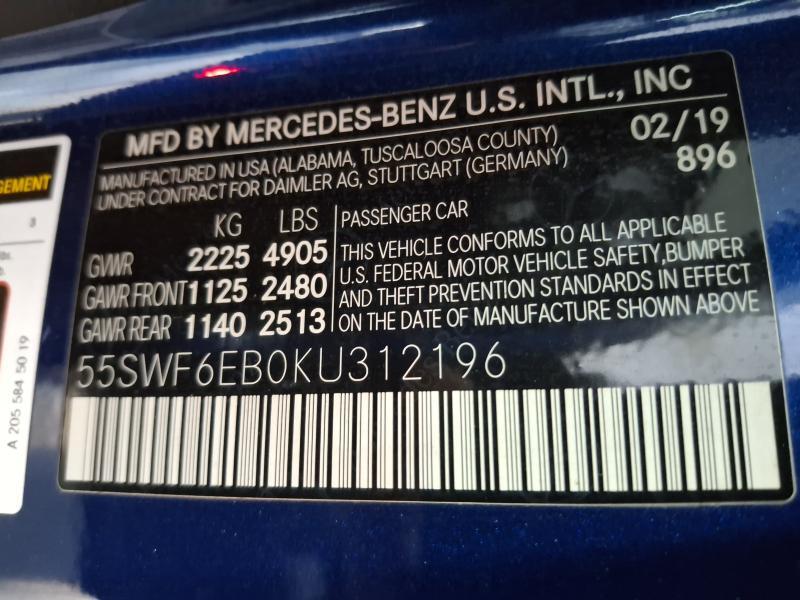 MFD BY MERCEDES-BENZ U.S. INTL., INC
MANUFACTURED IN USA (ALABAMA, TUSCALOOSA COUNTY) 02/19
UNDER CONTRACT FOR DAIMLER AG, STUTTGART (GERMANY) 896
KG LBS PASSENGER CAR
GVWR 2225 4905 THIS VEHICLE CONFORMS TO ALL APPLICABLE
GAWR FRONT 1125 2480 U.S. FEDERAL MOTOR VEHICLE SAFETY, BUMPER
AND THEFT PREVENTION STANDARDS IN EFFECT
GAWR REAR 1140 2513 ON THE DATE OF MANUFACTURE SHOWN ABOVE
55SWF6EB0KU312196
GEMENT
3
lbs.
A 205 584 50 19